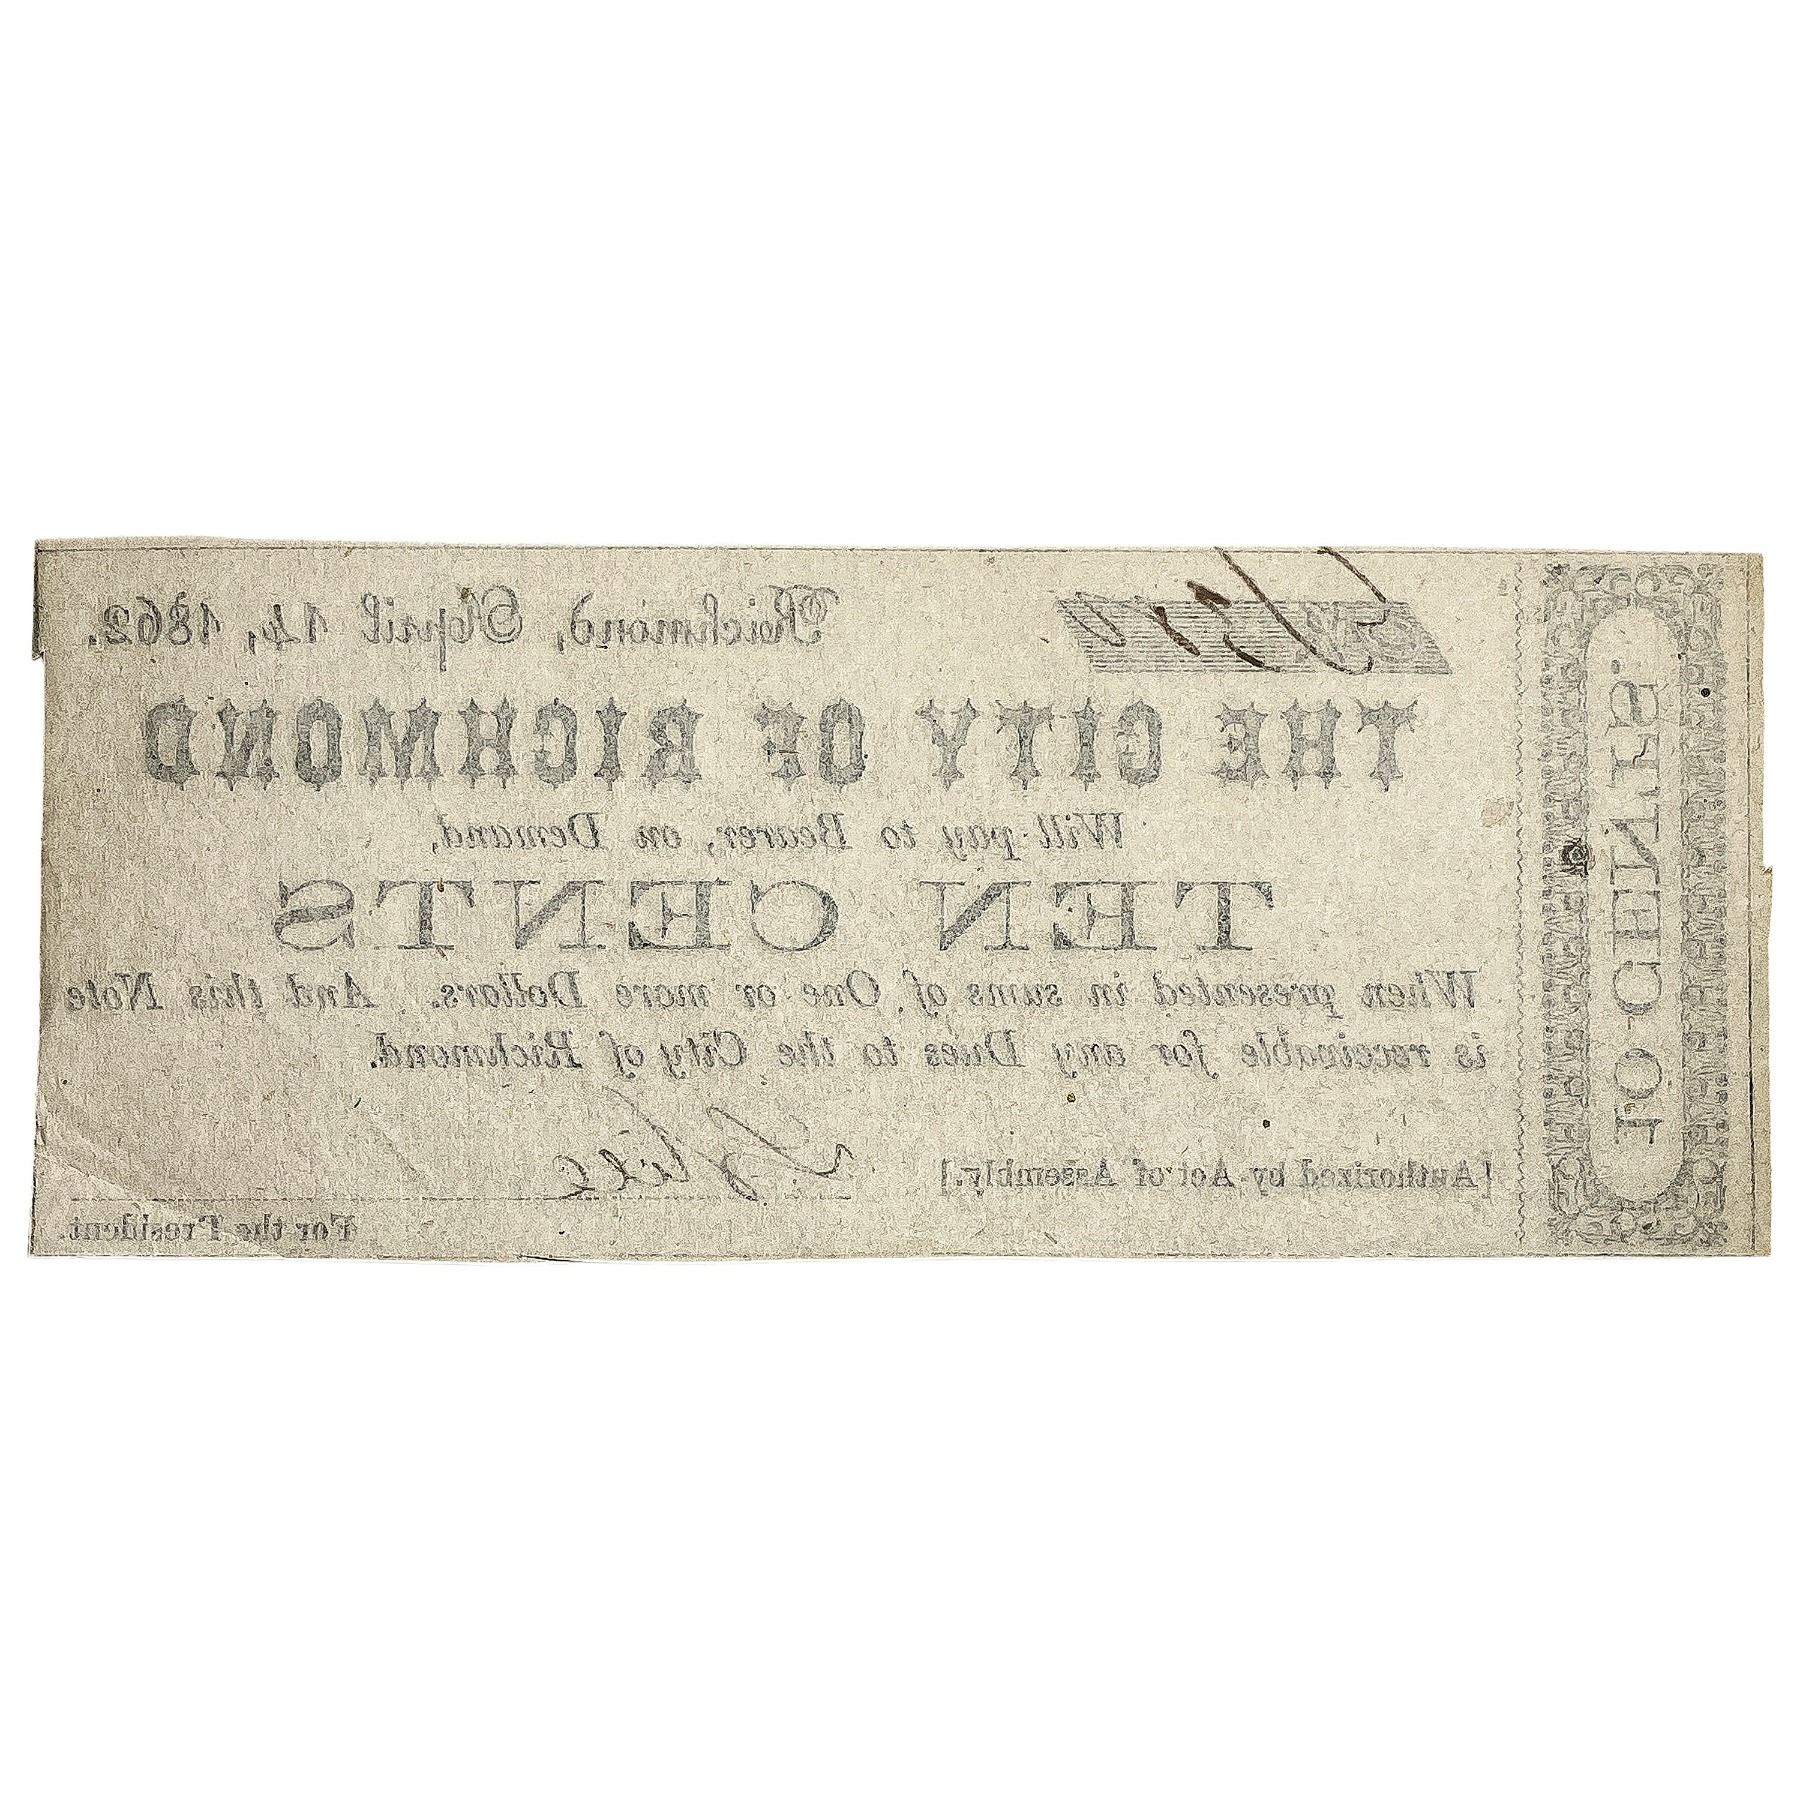 Richmond, April 14, 1862.
THE CITY OF RICHMOND
Will pay to Bearer, on Demand,
TEN CENTS
When presented in sums of One or more Dollars. And this Note
is receivable for any Dues to the City of Richmond.
[Authorized by Act of Assembly.]
For the President.
10 CENTS.